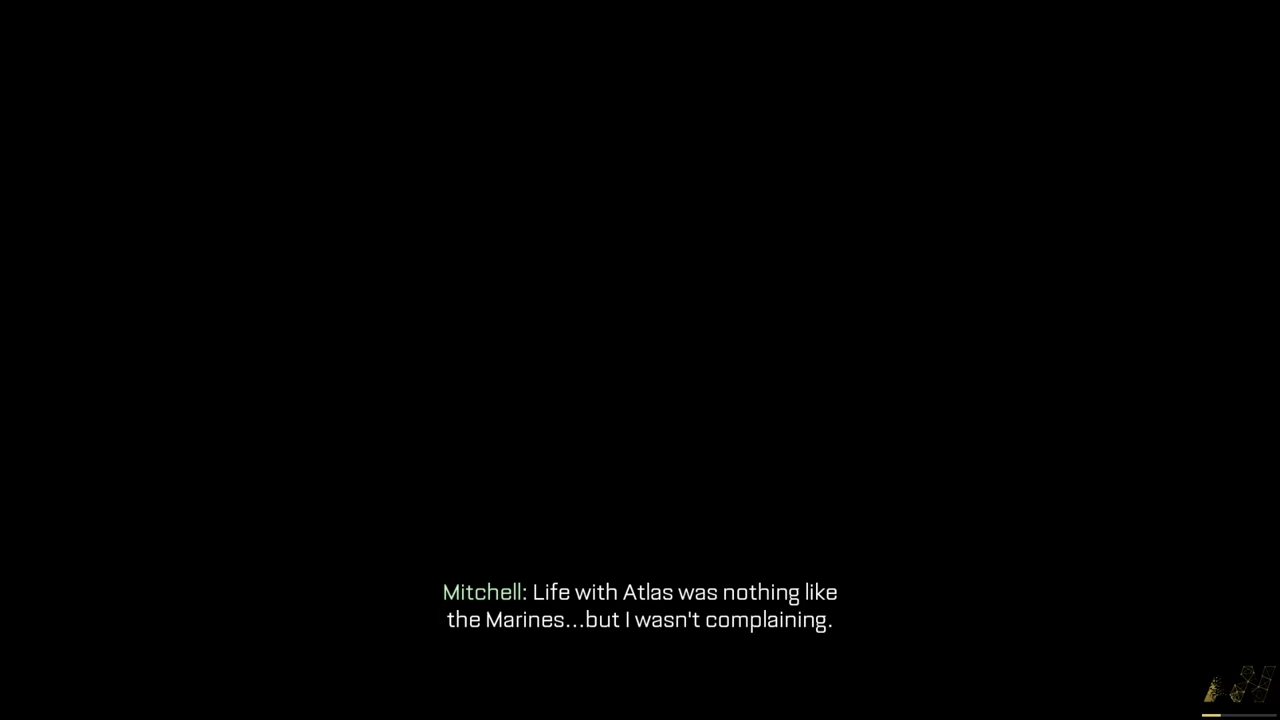 Mitchell: Life with Atlas was nothing like
the Marines...but I wasn't complaining.